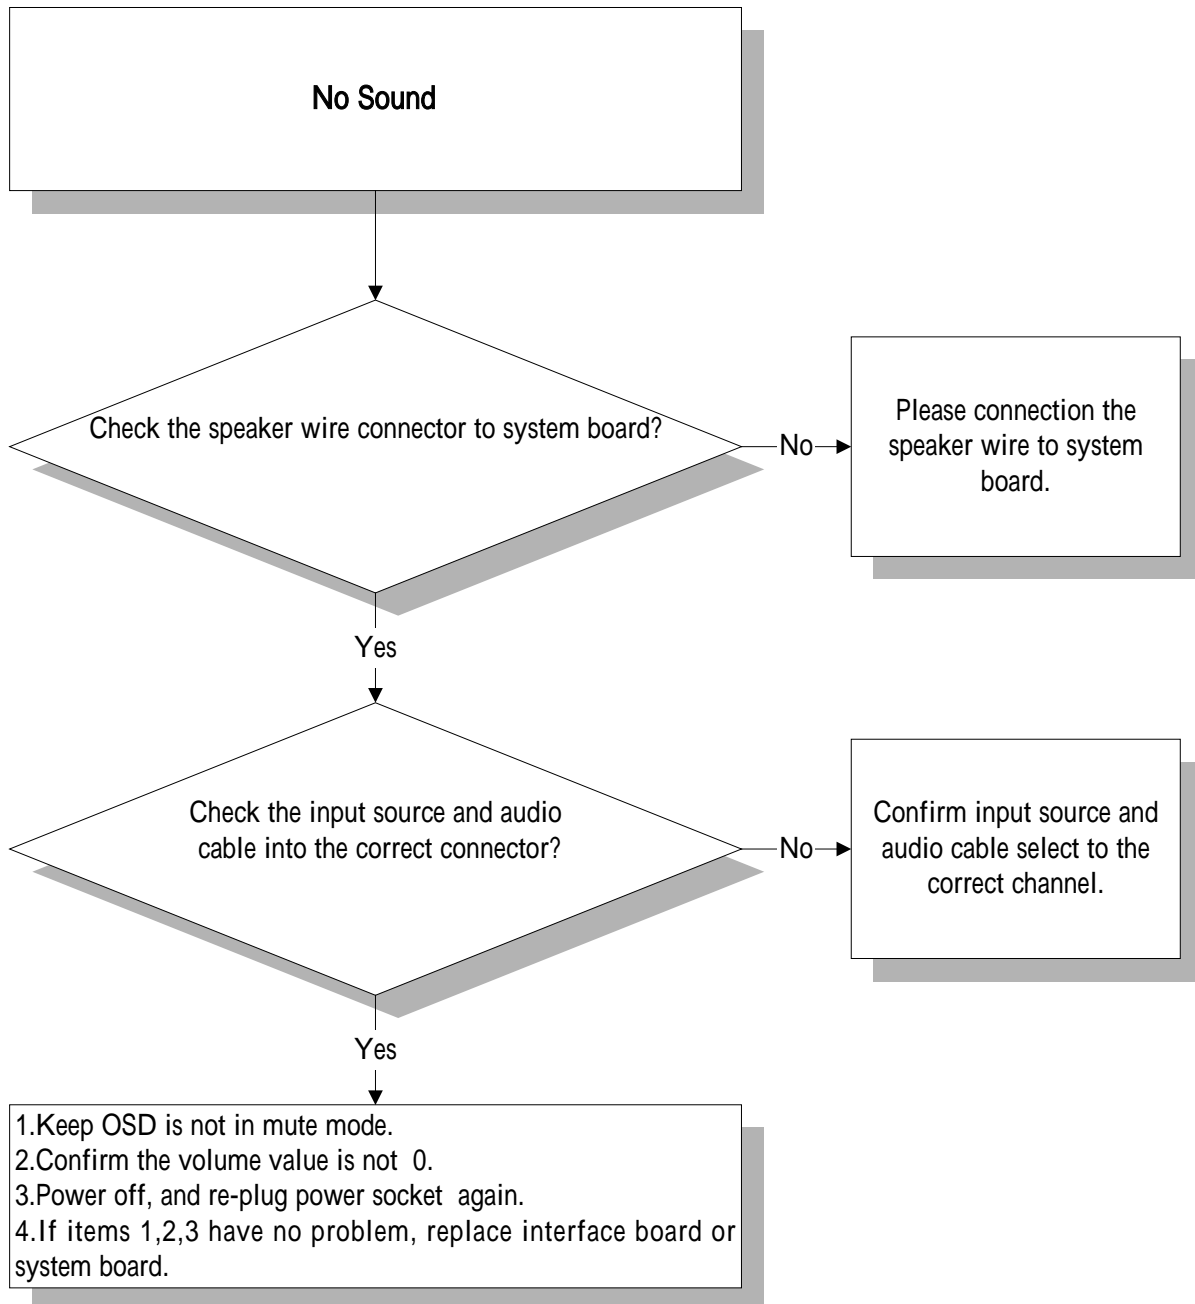 No Sound
Check the speaker wire connector to system board?
No
Please connection the
speaker wire to system
board.
Yes
Check the input source and audio
cable into the correct connector?
No
Confirm input source and
audio cable select to the
correct channel.
Yes
1.Keep OSD is not in mute mode.
2.Confirm the volume value is not 0.
3.Power off, and re-plug power socket again.
4.If items 1,2,3 have no problem, replace interface board or
system board.